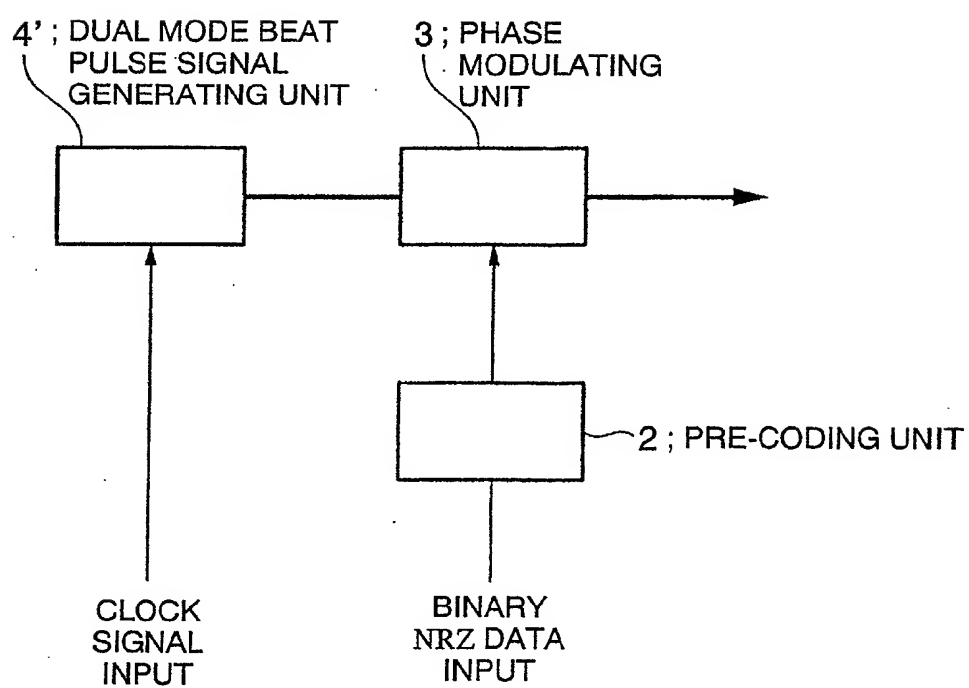 4' ; DUAL MODE BEAT
PULSE SIGNAL
GENERATING UNIT
3 ; PHASE
MODULATING
UNIT
2 ; PRE-CODING UNIT
CLOCK
SIGNAL
INPUT
BINARY
NRZ DATA
INPUT